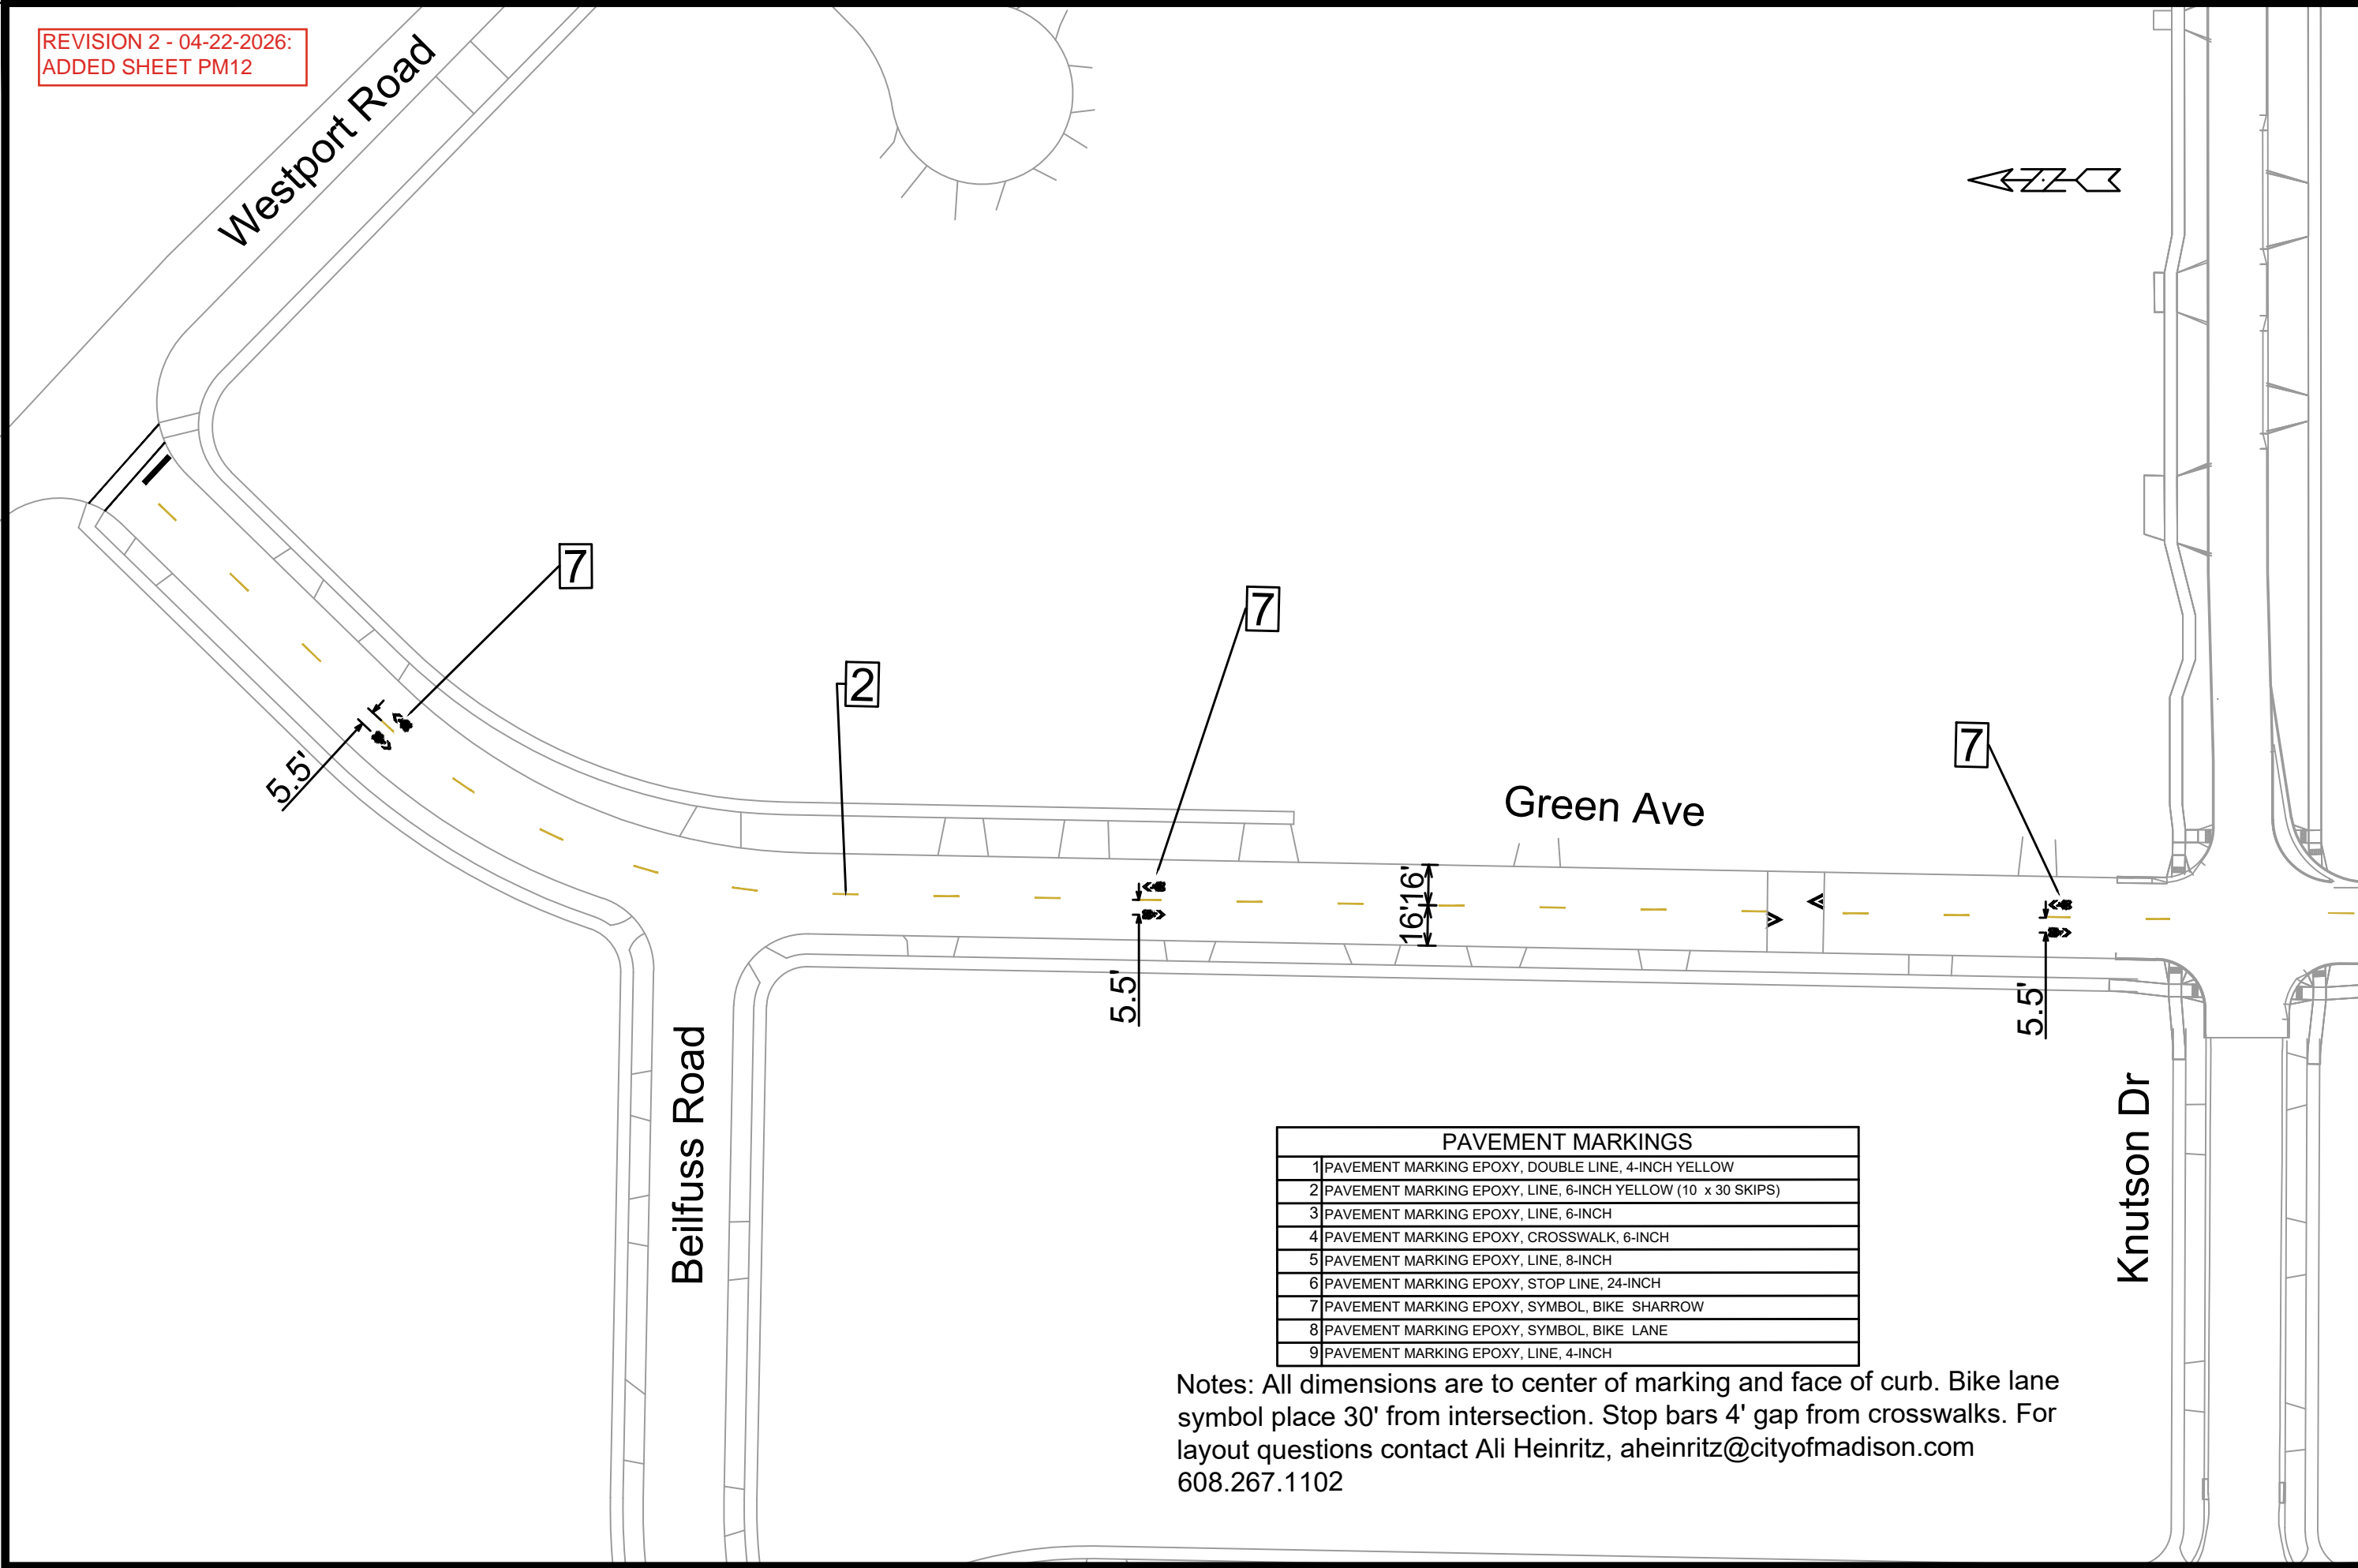 REVISION 2 - 04-22-2026:
ADDED SHEET PM12
Westport Road
7
7
2
7
Green Ave
5.5'
16'
16'
5.5'
5.5'
Beilfuss Road
Knutson Dr
PAVEMENT MARKINGS
1 PAVEMENT MARKING EPOXY, DOUBLE LINE, 4-INCH YELLOW
2 PAVEMENT MARKING EPOXY, LINE, 6-INCH YELLOW (10 x 30 SKIPS)
3 PAVEMENT MARKING EPOXY, LINE, 6-INCH
4 PAVEMENT MARKING EPOXY, CROSSWALK, 6-INCH
5 PAVEMENT MARKING EPOXY, LINE, 8-INCH
6 PAVEMENT MARKING EPOXY, STOP LINE, 24-INCH
7 PAVEMENT MARKING EPOXY, SYMBOL, BIKE SHARROW
8 PAVEMENT MARKING EPOXY, SYMBOL, BIKE LANE
9 PAVEMENT MARKING EPOXY, LINE, 4-INCH
Notes: All dimensions are to center of marking and face of curb. Bike lane
symbol place 30' from intersection. Stop bars 4' gap from crosswalks. For
layout questions contact Ali Heinritz, aheinritz@cityofmadison.com
608.267.1102